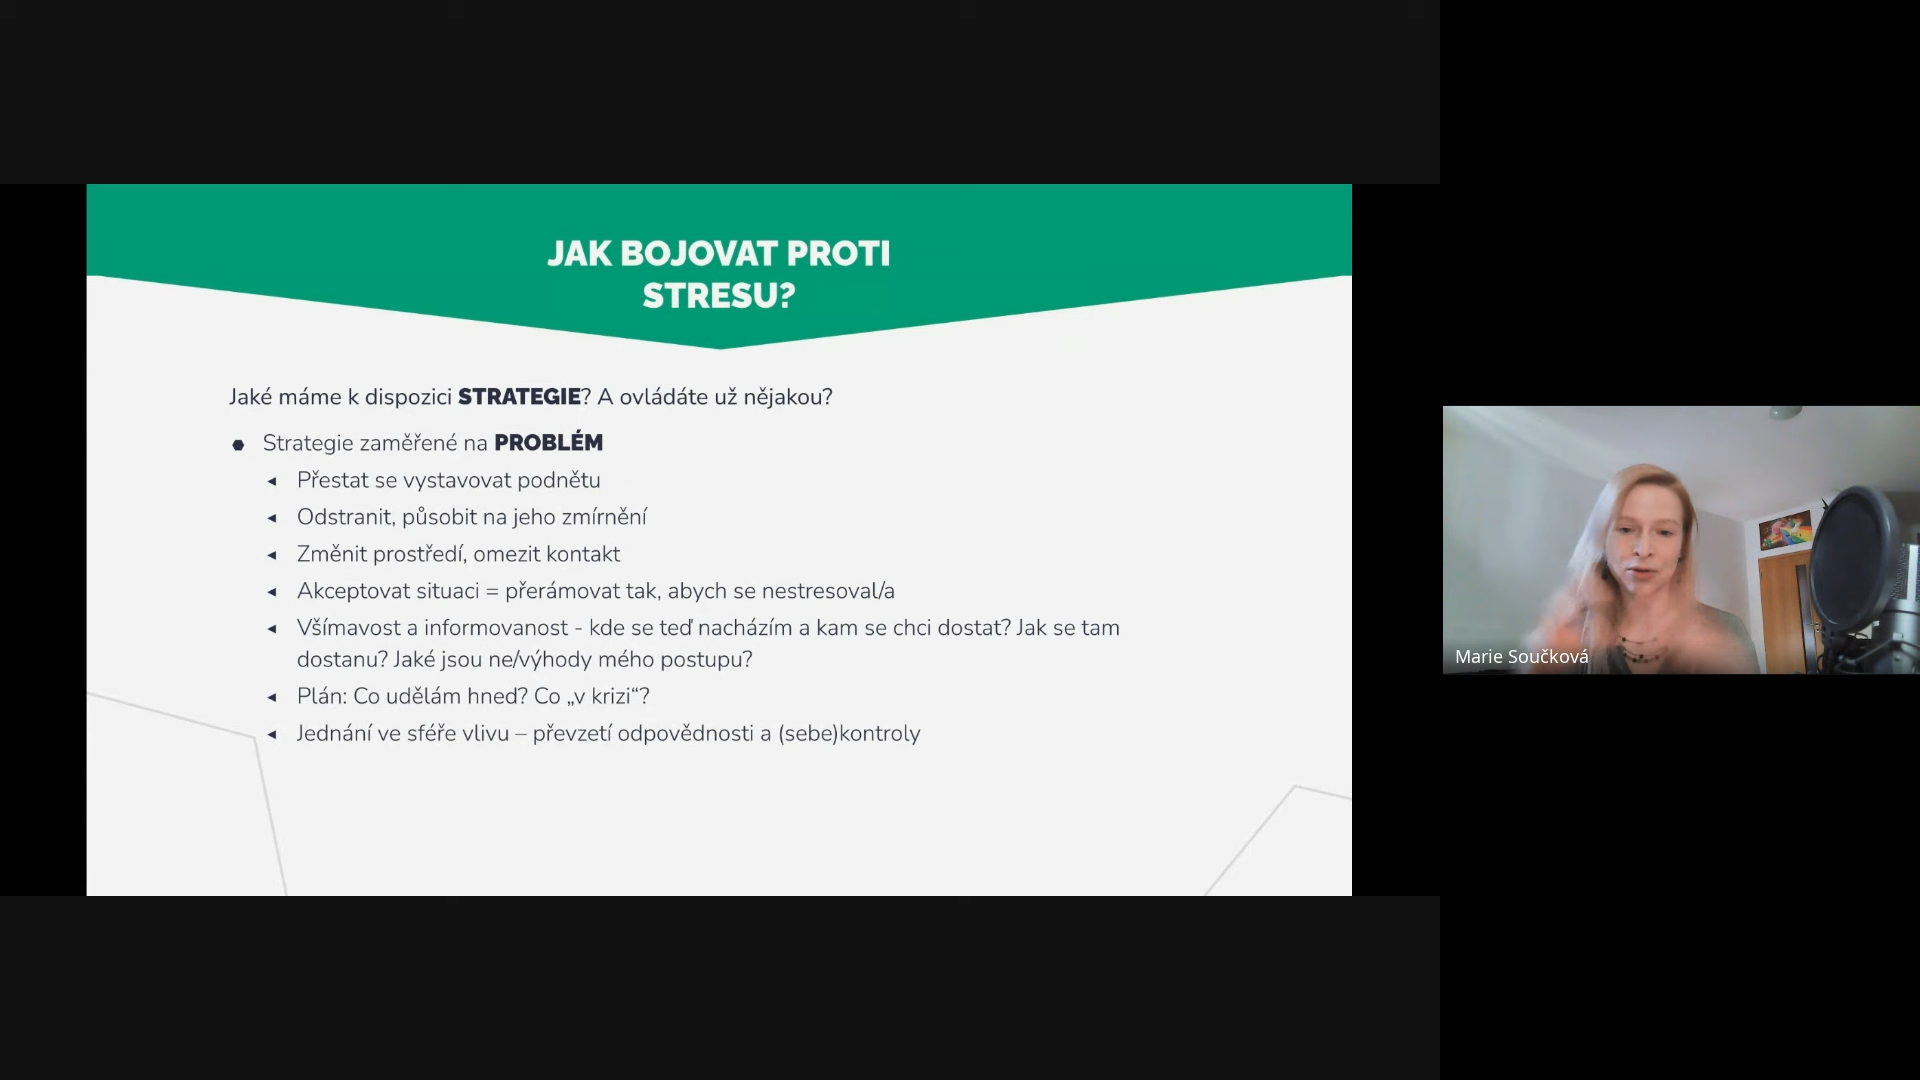 JAK BOJOVAT PROTI
STRESU?
Jaké máme k dispozici STRATEGIE? A ovládáte už nějakou?
Strategie zaměřené na PROBLÉM
Přestat se vystavovat podnětu
Odstranit, působit na jeho zmírnění
Změnit prostředí, omezit kontakt
Akceptovat situaci = přerámovat tak, abych se nestresoval/a
Všímavost a informovanost - kde se teď nacházím a kam se chci dostat? Jak se tam
dostanu? Jaké jsou ne/výhody mého postupu?
Plán: Co udělám hned? Co „v krizi“?
Jednání ve sféře vlivu – převzetí odpovědnosti a (sebe)kontroly
Marie Součková